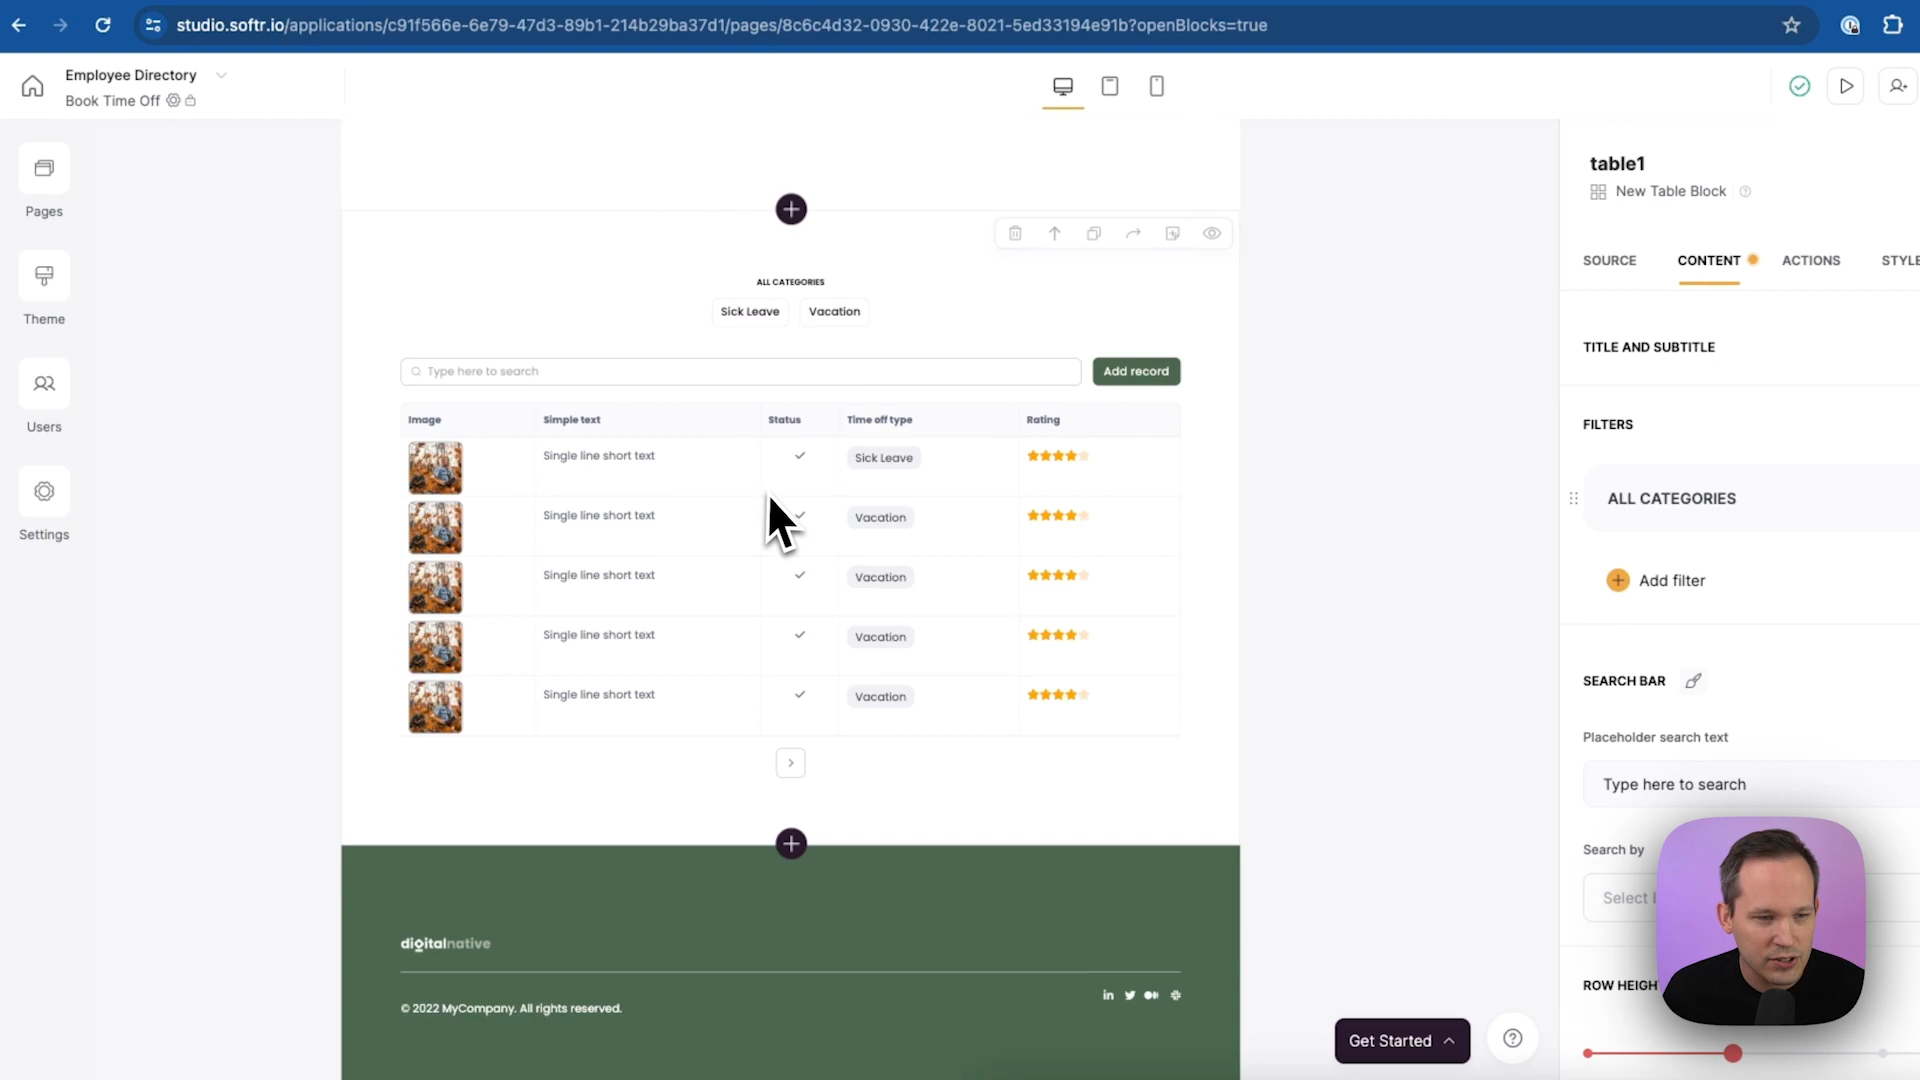 studio.softr.io/applications/c91f566e-6e79-47d3-89b1-214b29ba37d1/pages/8c6c4d32-0930-422e-8021-5ed33194e91b?openBlocks=true
Employee Directory
Book Time Off
Pages
Theme
Users
Settings
ALL CATEGORIES
Sick Leave Vacation
Type here to search Add record
Image Simple text Status Time off type Rating
Single line short text Sick Leave
Single line short text Vacation
Single line short text Vacation
Single line short text Vacation
Single line short text Vacation
digitalnative
© 2022 MyCompany. All rights reserved.
Get Started
table1
New Table Block
SOURCE CONTENT ACTIONS STYLE
TITLE AND SUBTITLE
FILTERS
ALL CATEGORIES
Add filter
SEARCH BAR
Placeholder search text
Type here to search
Search by
Select
ROW HEIGH